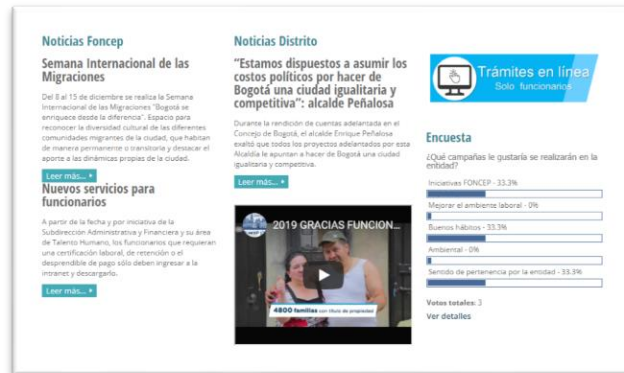 Noticias Foncep
Semana Internacional de las
Migraciones
Del 8 al 15 de diciembre se realiza la Semana
Internacional de las Migraciones "Bogotá se
enriquece desde la diferencia". Espacio para
reconocer la diversidad cultural de las diferentes
comunidades migrantes de la ciudad, que habitan
de manera permanente o transitoria y destacar el
aporte a las dinámicas propias de la ciudad.
Leer más...
Nuevos servicios para
funcionarios
A partir de la fecha y por iniciativa de la
Subdirección Administrativa y Financiera y su área
de Talento Humano, los funcionarios que requieran
una certificación laboral, de retención o el
desprendible de pago sólo deben ingresar a la
intranet y descargarlo.
Leer más...
Noticias Distrito
"Estamos dispuestos a asumir los
costos políticos por hacer de
Bogotá una ciudad igualitaria y
competitiva": alcalde Peñalosa
Durante la rendición de cuentas adelantada en el
Concejo de Bogotá, el alcalde Enrique Peñalosa
exaltó que todos los proyectos adelantados por esta
Alcaldía le apuntan a hacer de Bogotá una ciudad
igualitaria y competitiva.
Leer más...
2019 GRACIAS FUNCION...
4800 familias con título de propiedad
Trámites en línea
Solo funcionarios
Encuesta
¿Qué campañas le gustaría se realizarán en la
entidad?
Iniciativas FONCEP - 33.3%
Mejorar el ambiente laboral - 0%
Buenos hábitos - 33.3%
Ambiental - 0%
Sentido de pertenencia por la entidad - 33.3%
Votos totales: 3
Ver detalles